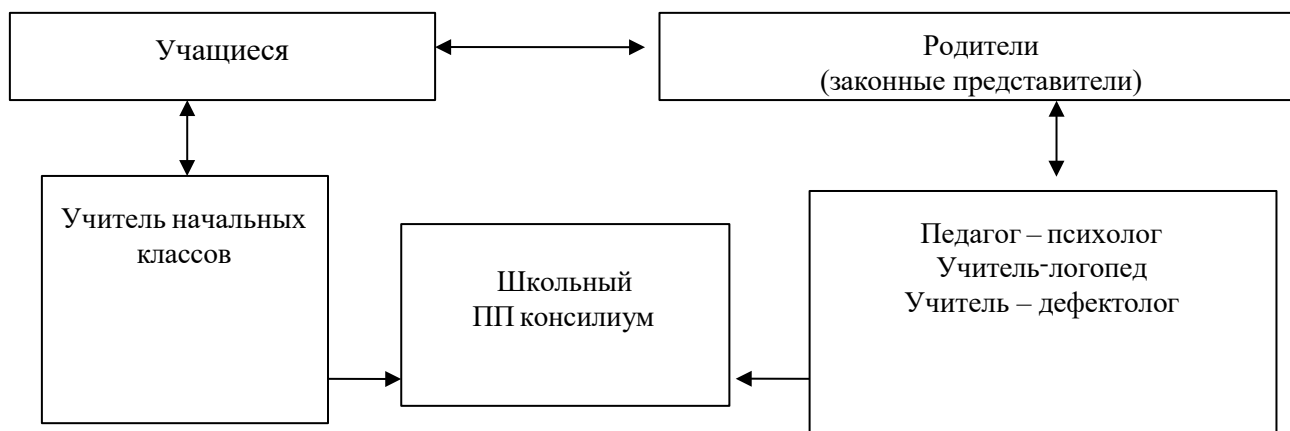 Учащиеся
Родители
(законные представители)
Учитель начальных
классов
Школьный
ПП консилиум
Педагог – психолог
Учитель-логопед
Учитель – дефектолог